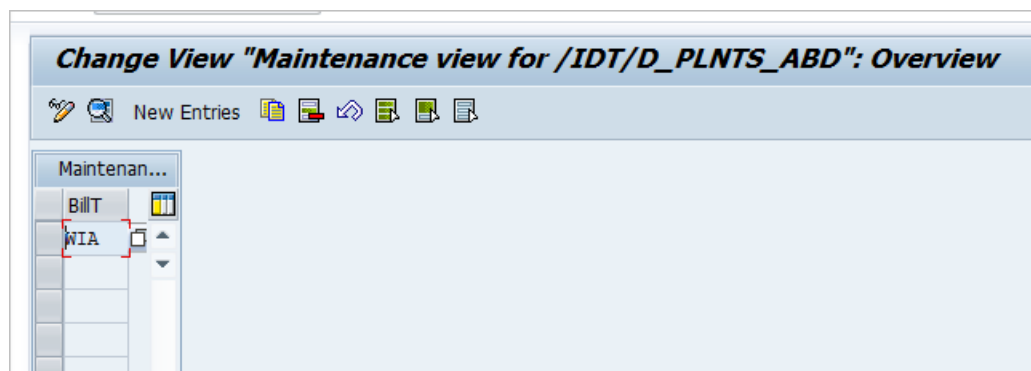 Change View "Maintenance view for /IDT/D_PLNTS_ABD": Overview
New Entries
Maintenan...
BillT
WIA